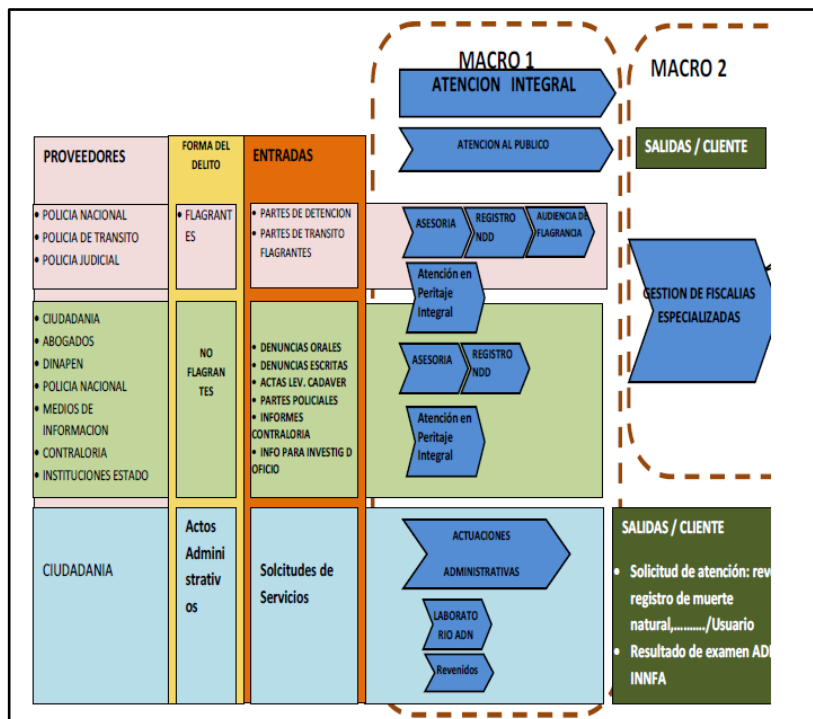 MACRO 1
ATENCION INTEGRAL
MACRO 2
ATENCION AL PUBLICO
SALIDAS / CLIENTE
PROVEEDORES
FORMA DEL
DELITO
ENTRADAS
• POLICIA NACIONAL
• POLICIA DE TRANSITO
• POLICIA JUDICIAL
• FLAGRANT
ES
• PARTES DE DETENCION
• PARTES DE TRANSITO
FLAGRANTES
ASESORIA
REGISTRO
NDD
AUDIENCIA DE
FLAGRANCIA
Atención en
Peritaje
Integral
GESTION DE FISCALIAS
ESPECIALIZADAS
• CIUDADANIA
• ABOGADOS
• DINAPEN
• POLICIA NACIONAL
• MEDIOS DE
INFORMACION
• CONTRALORIA
• INSTITUCIONES ESTADO
NO
FLAGRAN
TES
• DENUNCIAS ORALES
• DENUNCIAS ESCRITAS
• ACTAS LEV. CADAVER
• PARTES POLICIALES
• INFORMES
CONTRALORIA
• INFO PARA INVESTIG D
OFICIO
ASESORIA
REGISTRO
NDD
Atención en
Peritaje
Integral
CIUDADANIA
Actos
Admini
strativ
os
Solcitudes de
Servicios
ACTUACIONES
ADMINISTRATIVAS
LABORATO
RIO ADN
Revenidos
SALIDAS / CLIENTE
• Solicitud de atención:
registro de muerte
natural,........../Usuario
• Resultado de examen
INNFA